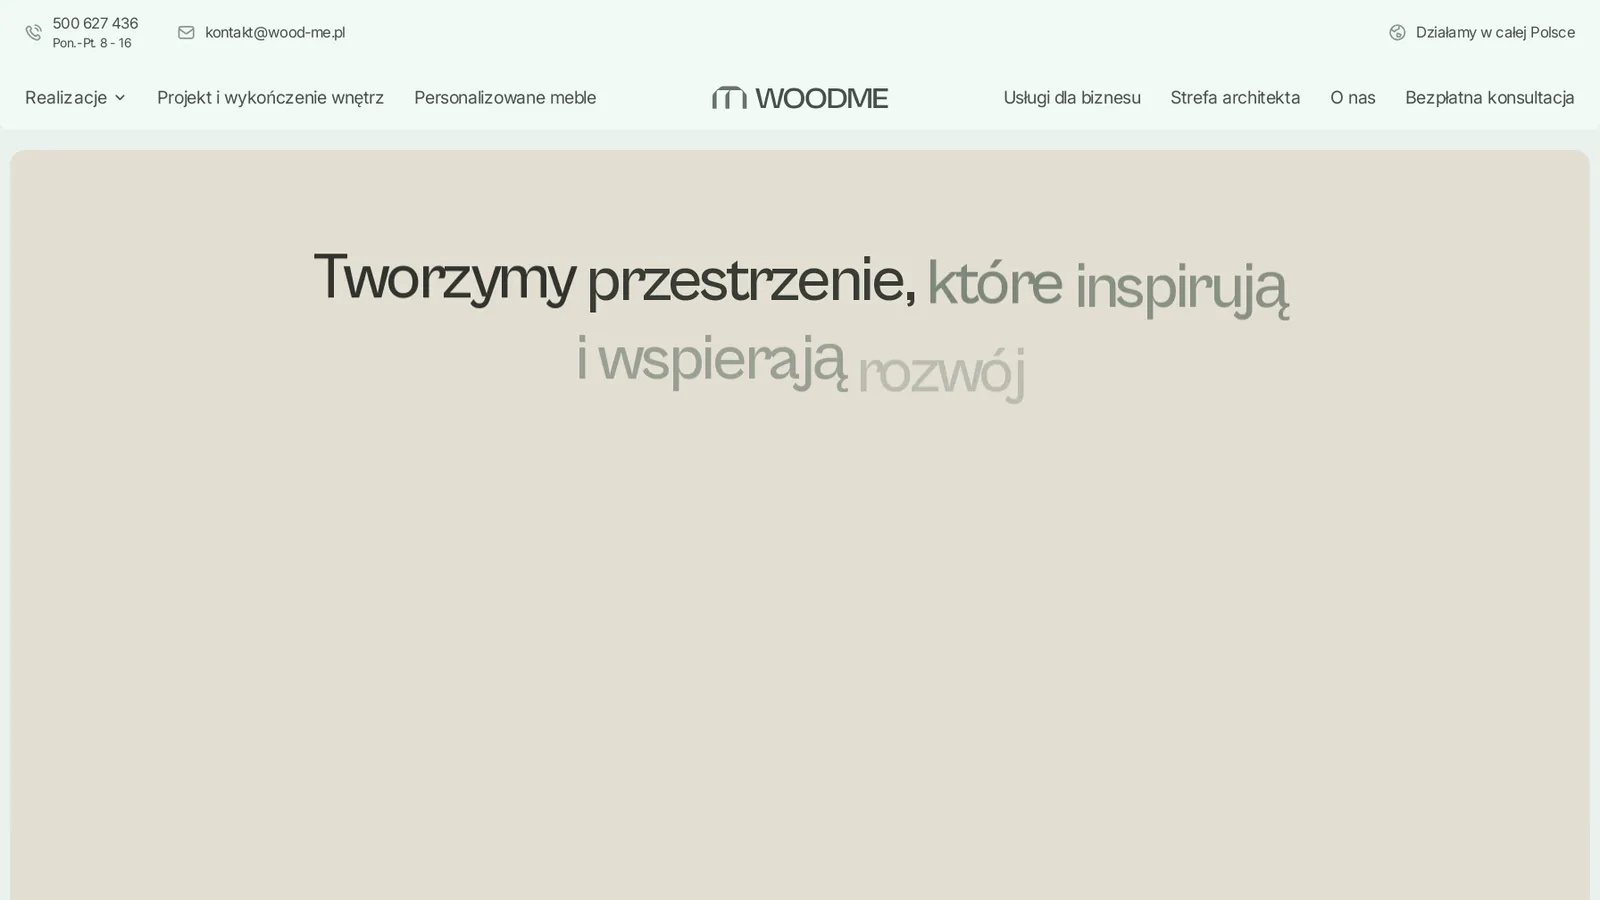 500 627 436
Pon.-Pt. 8 - 16
kontakt@wood-me.pl
Działamy w całej Polsce
Realizacje
Projekt i wykończenie wnętrz
Personalizowane meble
WOODME
Usługi dla biznesu
Strefa architekta
O nas
Bezpłatna konsultacja
Tworzymy przestrzenie, które inspirują
i wspierają rozwój